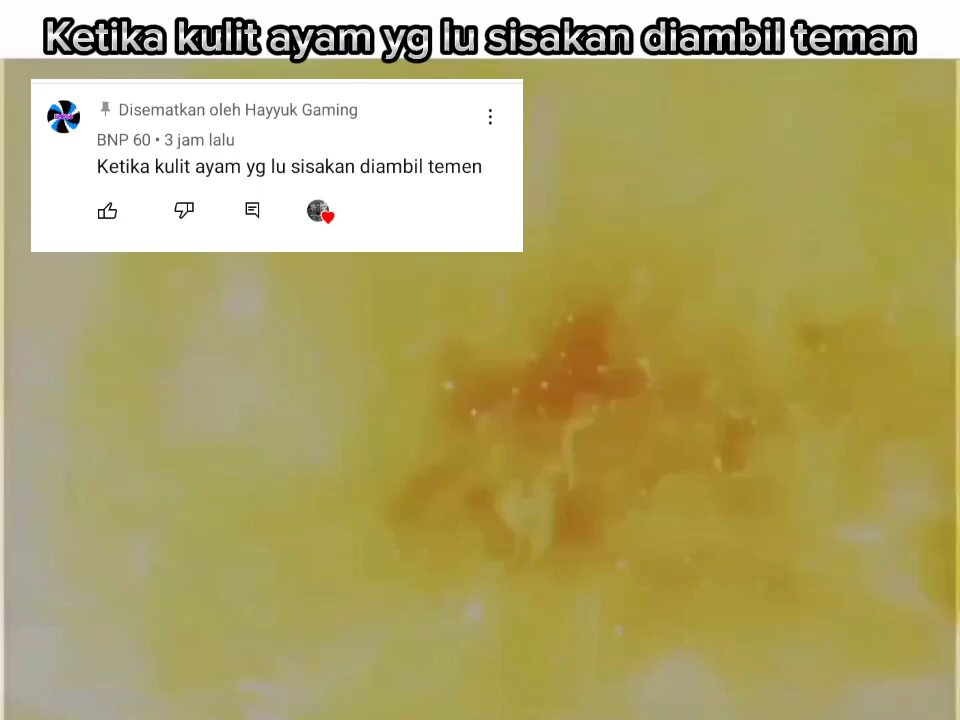 Ketika kulit ayam yg lu sisakan diambil teman
Disematkan oleh Hayyuk Gaming
BNP 60 • 3 jam lalu
Ketika kulit ayam yg lu sisakan diambil temen